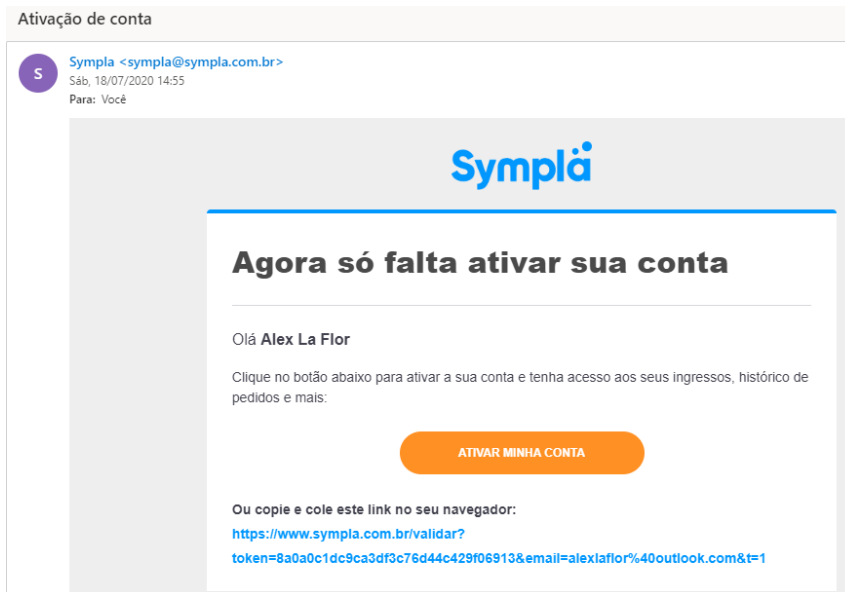 Ativação de conta
S
Sympla <sympla@sympla.com.br>
Sáb, 18/07/2020 14:55
Para: Você
Sympla
Agora só falta ativar sua conta
Olá Alex La Flor
Clique no botão abaixo para ativar a sua conta e tenha acesso aos seus ingressos, histórico de
pedidos e mais:
ATIVAR MINHA CONTA
Ou copie e cole este link no seu navegador:
https://www.sympla.com.br/validar?
token=8a0a0c1dc9ca3df3c76d44c429f06913&email=alexlaflor%40outlook.com&t=1